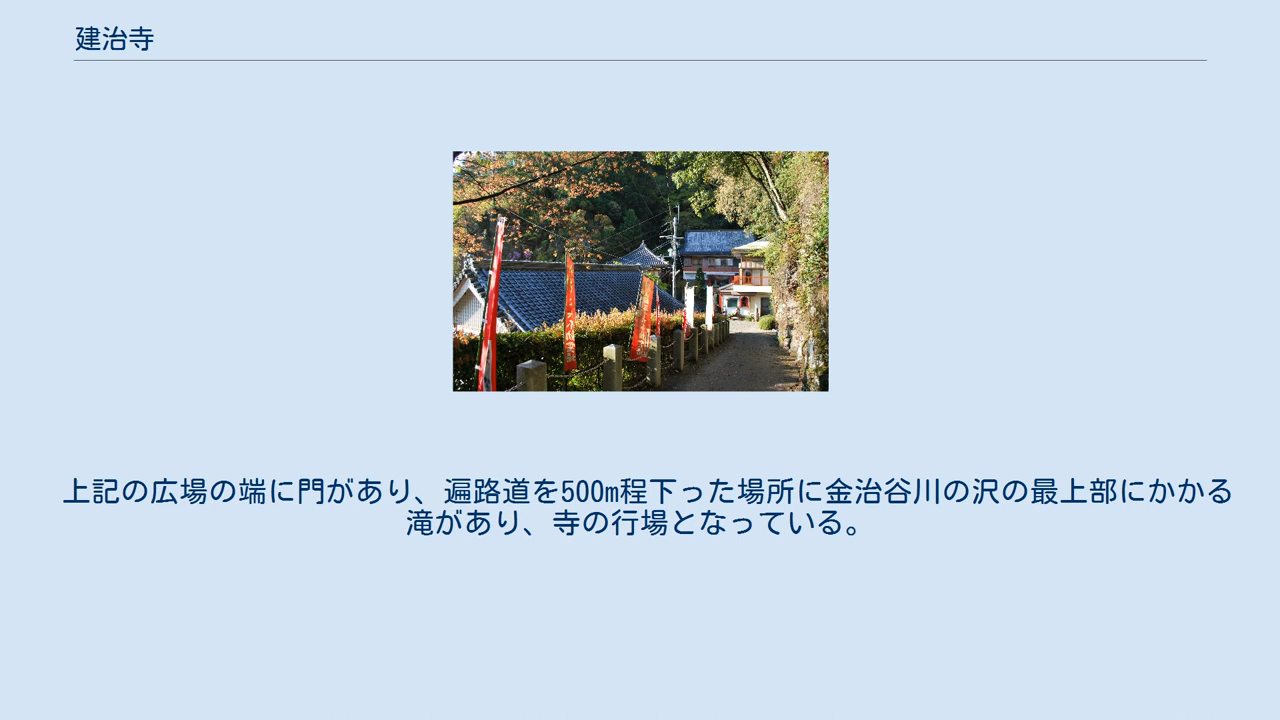 建治寺
上記の広場の端に門があり、遍路道を500m程下った場所に金治谷川の沢の最上部にかかる
滝があり、寺の行場となっている。